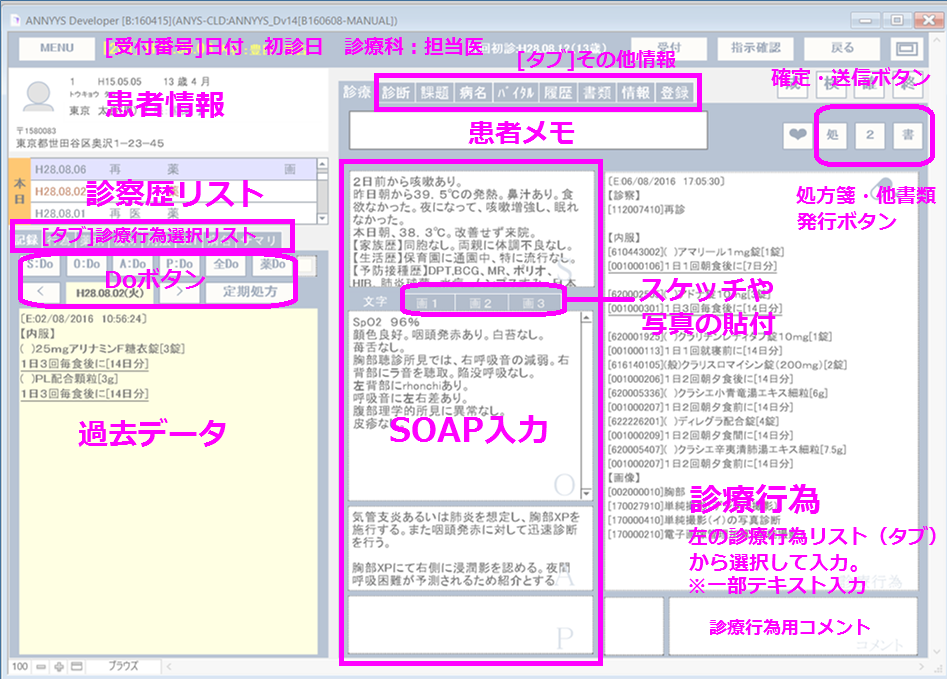 ANNYYS Developer [B:160415](ANYS-CLD:ANNYYS_Dv14[B160608-MANUAL])
MENU
[受付番号]日付 初診日 診療科：担当医
受付
指示確認
戻る
[タブ]その他情報
確定・送信ボタン
1 H15 05 05 13 歳 4 月
患者情報
〒1580083
東京都世田谷区奥沢1-23-45
診療
診断
課題
病名
ﾊﾞｲﾀﾙ
履歴
書類
情報
登録
患者メモ
処
2
書
処方箋・他書類
発行ボタン
本日
H28.08.06 再 薬 画
H28.08.02
H28.08.01 再 医 薬
診察歴リスト
[タブ]診療行為選択リスト
S:Do
O:Do
A:Do
P:Do
全Do
薬Do
Doボタン
<
H28.08.02(火)
>
定期処方
[E:02/08/2016 10:56:24]
【内服】
( )25mgアリナミンF糖衣錠[3錠]
1日3回毎食後に[14日分]
( )PL配合顆粒[3g]
1日3回毎食後に[14日分]
過去データ
2日前から咳嗽あり。
昨日朝から39.5℃の発熱。鼻汁あり。食
欲なかった。夜になって、咳嗽増強し、眠れ
なかった。
本日朝、38.3℃。改善せず来院。
【家族歴】同胞なし。両親に体調不良なし。
【生活歴】保育園に通園中、特に流行なし。
【予防接種歴】DPT,BCG、MR、ポリオ、
文字
画1
画2
画3
スケッチや
写真の貼付
SpO2 96%
顔色良好。咽頭発赤あり。白苔なし。
苺舌なし。
胸部聴診所見では、右呼吸音の減弱。右
背部にラ音を聴取。陥没呼吸なし。
左背部にrhonchiあり。
呼吸音に左右差あり。
腹部理学的所見に異常なし。
皮疹な
SOAP入力
O
気管支炎あるいは肺炎を想定し、胸部XPを
施行する。また咽頭発赤に対して迅速診断
を行う。
胸部XPにて右側に浸潤影を認める。夜間
呼吸困難が予測されるため紹介とする
A
P
[E:06/08/2016 17:05:30]
【診察】
[112007410]再診
【内服】
[610443002]( )アマリール1mg錠[1錠]
[001000106]1日1回朝食後に[7日分]
[001000301]1日3回毎食
[001000113]1日1回就寝前に[14日分]
[616140105](般)クラリスロマイシン錠(200mg)[2錠]
[001000206]1日2回朝夕食後に[14日分]
[620005336]( )クラシエ小青竜湯エキス細粒[6g]
[001000207]1日2回朝夕食前に[14日分]
[622226201]( )ディレグラ配合錠[4錠]
[001000209]1日2回朝夕食間に[14日分]
[620005407]( )クラシエ辛夷清肺湯エキス細粒[7.5g]
[001000207]1日2回朝夕食前に[14日分]
【画像】
[002000010]胸部
[170027910]単純撮影
[170000410]単純撮影(イ)の写真診断
[170000210]電子画
診療行為
左の診療行為リスト（タブ）
から選択して入力。
※一部テキスト入力
診療行為用コメント
コメント
100
ブラウズ